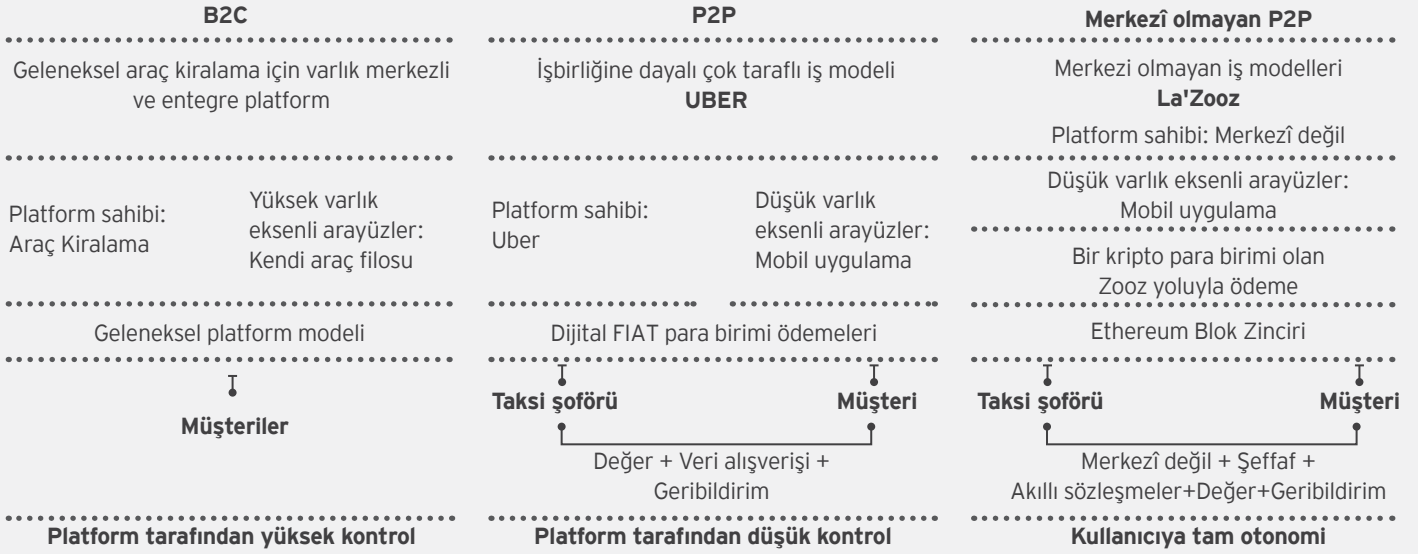 B2C
Geleneksel araç kiralama için varlık merkezli
ve entegre platform
Platform sahibi:
Araç Kiralama
Yüksek varlık
eksenli arayüzler:
Kendi araç filosu
Geleneksel platform modeli
Müşteriler
Platform tarafından yüksek kontrol
P2P
İşbirliğine dayalı çok taraflı iş modeli
UBER
Platform sahibi:
Uber
Düşük varlık
eksenli arayüzler:
Mobil uygulama
Dijital FIAT para birimi ödemeleri
Taksi şoförü
Müşteri
Değer + Veri alışverişi +
Geribildirim
Platform tarafından düşük kontrol
Merkezî olmayan P2P
Merkezi olmayan iş modelleri
La'Zooz
Platform sahibi: Merkezî değil
Düşük varlık eksenli arayüzler:
Mobil uygulama
Bir kripto para birimi olan
Zooz yoluyla ödeme
Ethereum Blok Zinciri
Taksi şoförü
Müşteri
Merkezî değil + Şeffaf +
Akıllı sözleşmeler+Değer+Geribildirim
Kullanıcıya tam otonomi